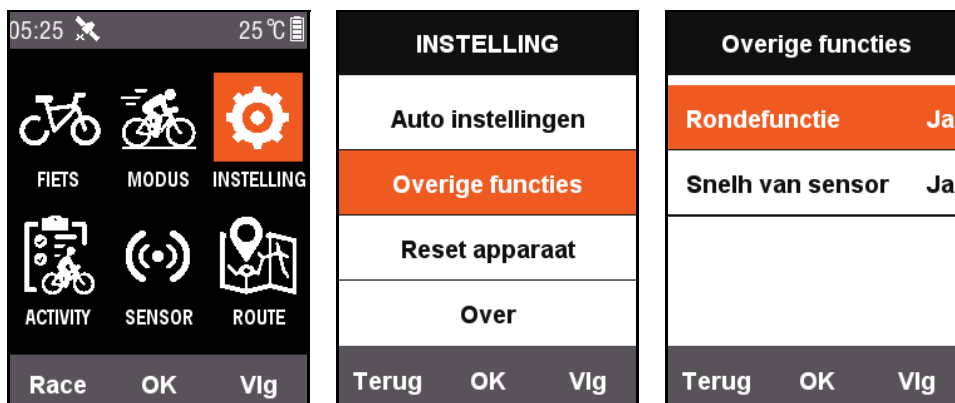 05:25 25℃
FIETS MODUS INSTELLING
ACTIVITY SENSOR ROUTE
Race OK Vlg
INSTELLING
Auto instellingen
Overige functies
Reset apparaat
Over
Terug OK Vlg
Overige functies
Rondefunctie Ja
Snelh van sensor Ja
Terug OK Vlg